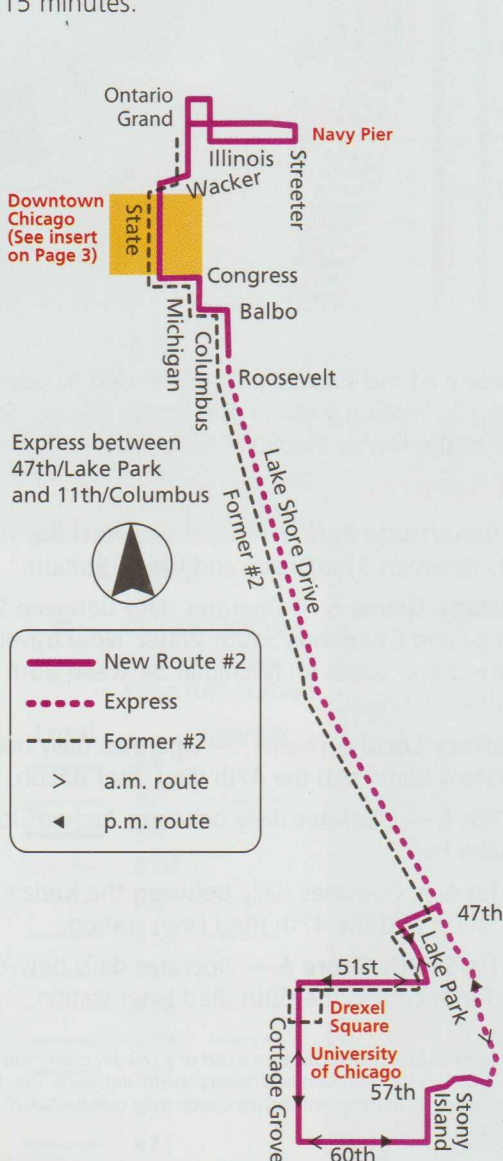 15 minutes.
Ontario
Grand
Navy Pier
Illinois
Streeter
Wacker
Downtown
Chicago
(See insert
on Page 3)
State
Congress
Michigan
Balbo
Columbus
Roosevelt
Express between
47th/Lake Park
and 11th/Columbus
Lake Shore Drive
Former #2
New Route #2
Express
Former #2
a.m. route
p.m. route
47th
Lake Park
51st
Drexel
Square
Cottage Grove
University
of Chicago
57th
Stony
Island
60th